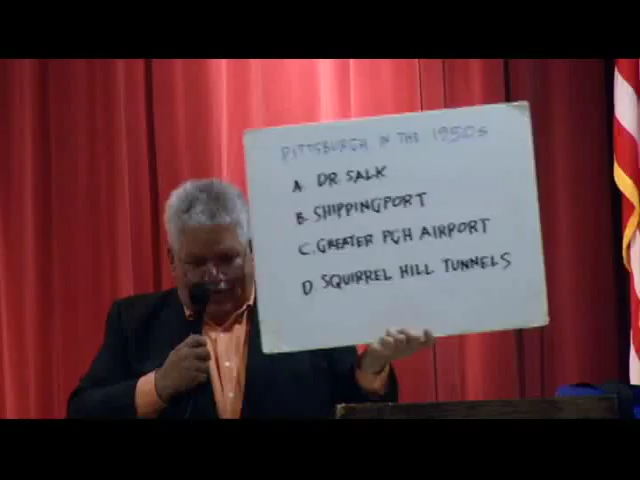 PITTSBURGH IN THE 1950s
A. DR SALK
B. SHIPPINGPORT
C. GREATER PGH AIRPORT
D. SQUIRREL HILL TUNNELS